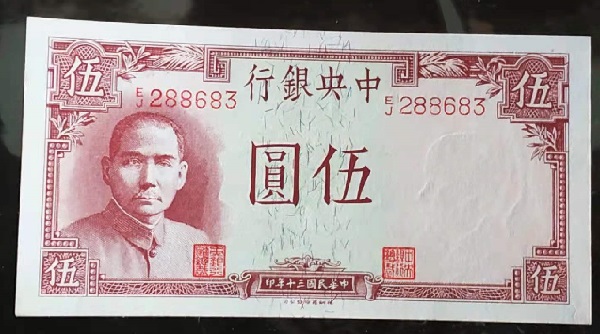 伍
伍
中央銀行
E/J 288683
E/J 288683
伍圓
伍
伍
中華民國三十年印